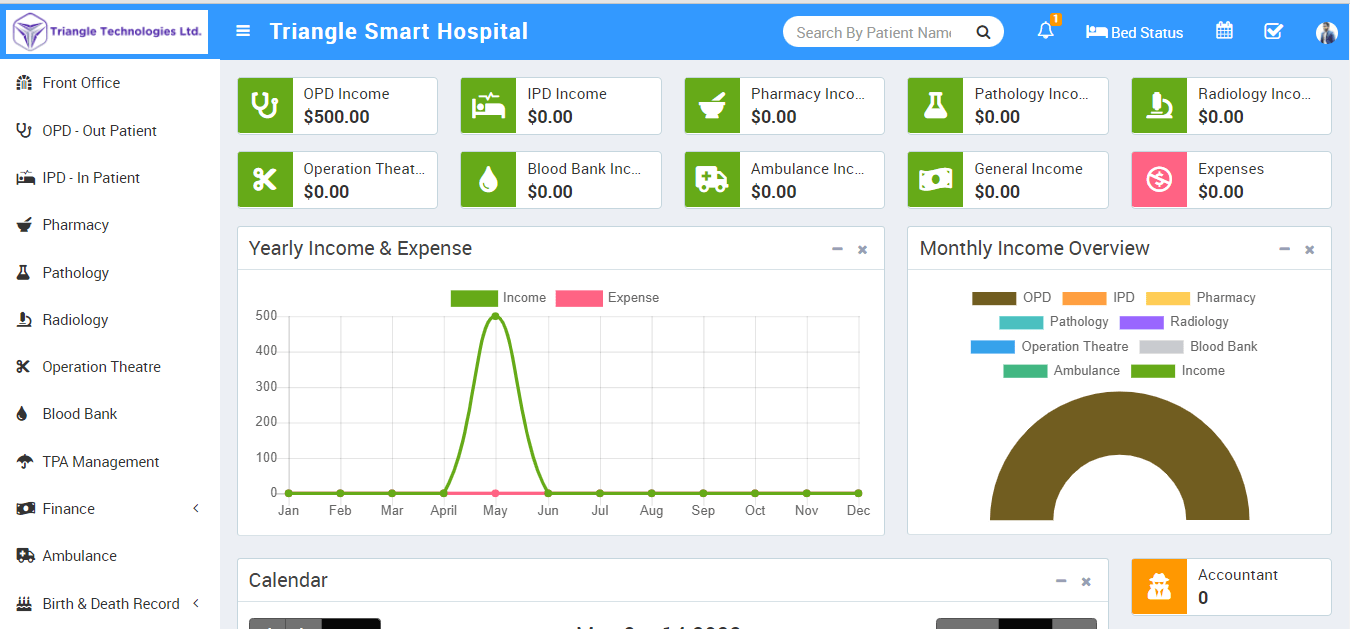 Triangle Technologies Ltd.
Triangle Smart Hospital
Search By Patient Name
1
Bed Status
Front Office
OPD - Out Patient
IPD - In Patient
Pharmacy
Pathology
Radiology
Operation Theatre
Blood Bank
TPA Management
Finance
Ambulance
Birth & Death Record
OPD Income
$500.00
IPD Income
$0.00
Pharmacy Inco...
$0.00
Pathology Inco...
$0.00
Radiology Inco...
$0.00
Operation Theat...
$0.00
Blood Bank Inc...
$0.00
Ambulance Inc...
$0.00
General Income
$0.00
Expenses
$0.00
Yearly Income & Expense
Income Expense
500
400
300
200
100
0
Jan Feb Mar April May Jun Jul Aug Sep Oct Nov Dec
Monthly Income Overview
OPD IPD Pharmacy
Pathology Radiology
Operation Theatre Blood Bank
Ambulance Income
Calendar
Accountant
0